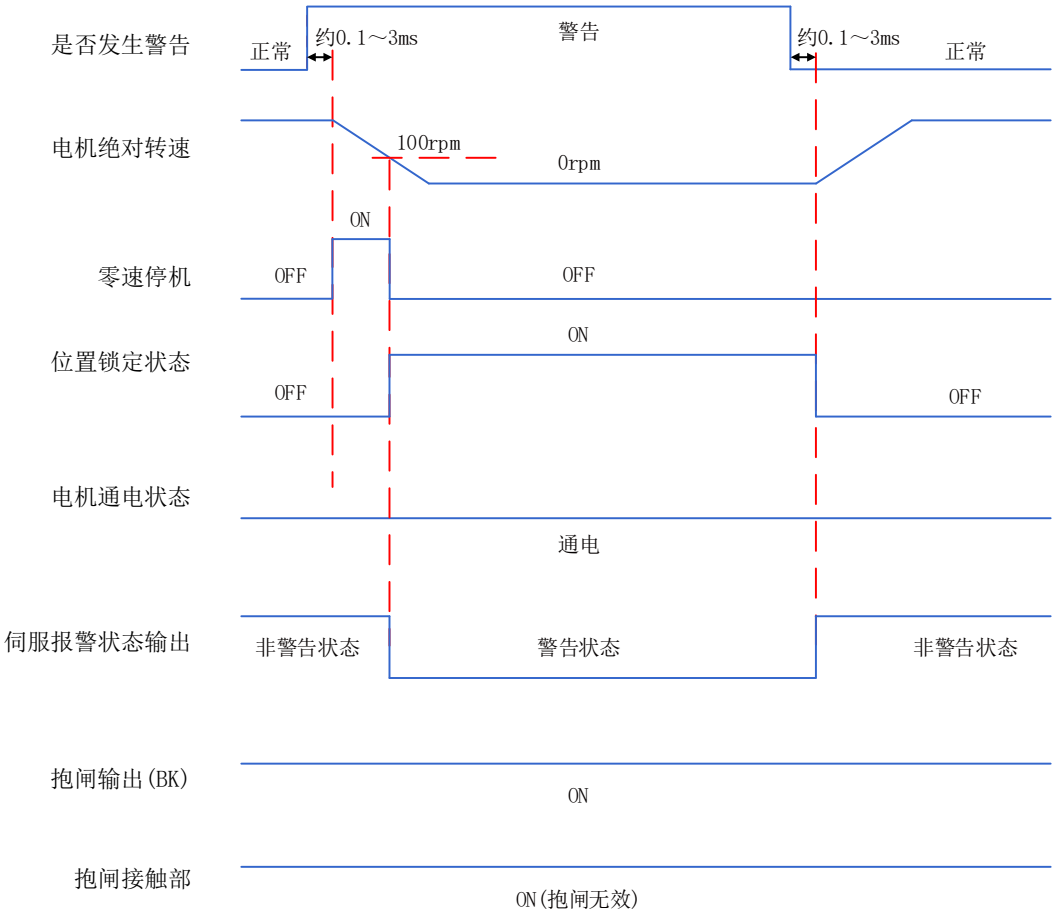 是否发生警告
正常
约0.1～3ms
警告
约0.1～3ms
正常
电机绝对转速
100rpm
0rpm
ON
零速停机
OFF
OFF
位置锁定状态
ON
OFF
OFF
电机通电状态
通电
伺服报警状态输出
非警告状态
警告状态
非警告状态
抱闸输出(BK)
ON
抱闸接触部
ON(抱闸无效)